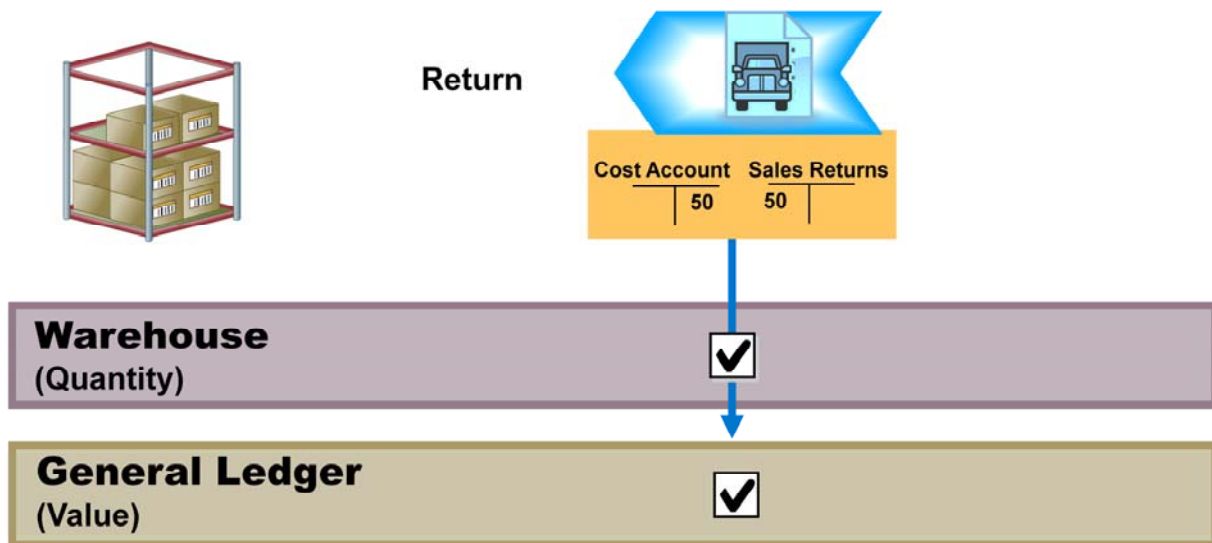 Return
Cost Account Sales Returns
50 50
Warehouse
(Quantity)
General Ledger
(Value)